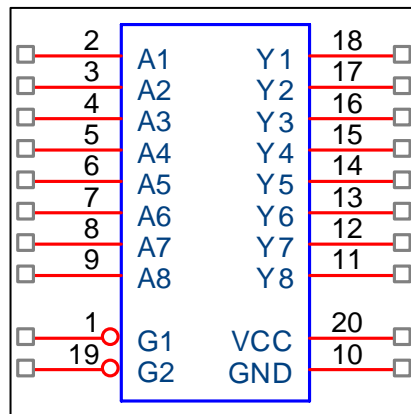 2 A1 Y1 18
3 A2 Y2 17
4 A3 Y3 16
5 A4 Y4 15
6 A5 Y5 14
7 A6 Y6 13
8 A7 Y7 12
9 A8 Y8 11
1 G1 VCC 20
19 G2 GND 10